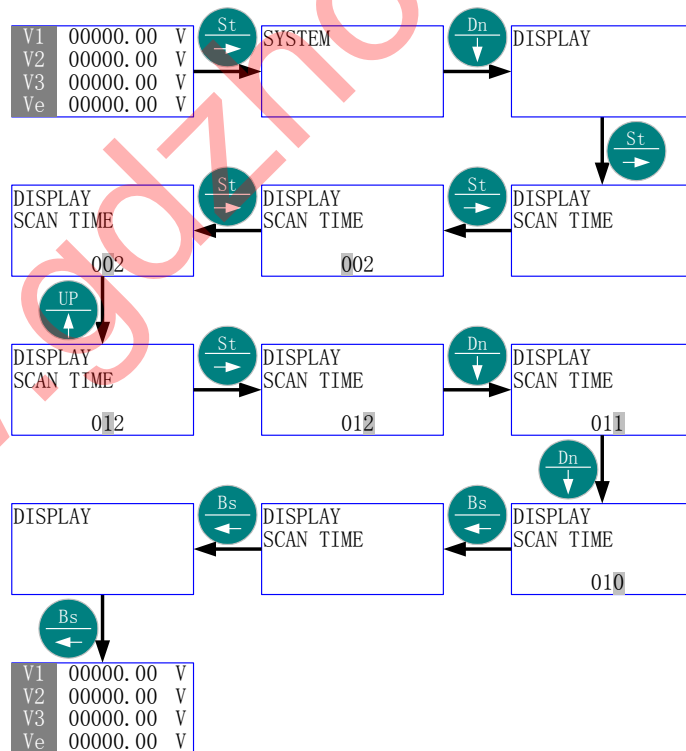 V1 00000.00 V
V2 00000.00 V
V3 00000.00 V
Ve 00000.00 V
St
SYSTEM
Dn
DISPLAY
St
DISPLAY
SCAN TIME
St
DISPLAY
SCAN TIME
002
St
DISPLAY
SCAN TIME
002
UP
DISPLAY
SCAN TIME
012
St
DISPLAY
SCAN TIME
012
Dn
DISPLAY
SCAN TIME
011
Dn
DISPLAY
SCAN TIME
010
Bs
DISPLAY
SCAN TIME
Bs
DISPLAY
Bs
V1 00000.00 V
V2 00000.00 V
V3 00000.00 V
Ve 00000.00 V
.gdzho